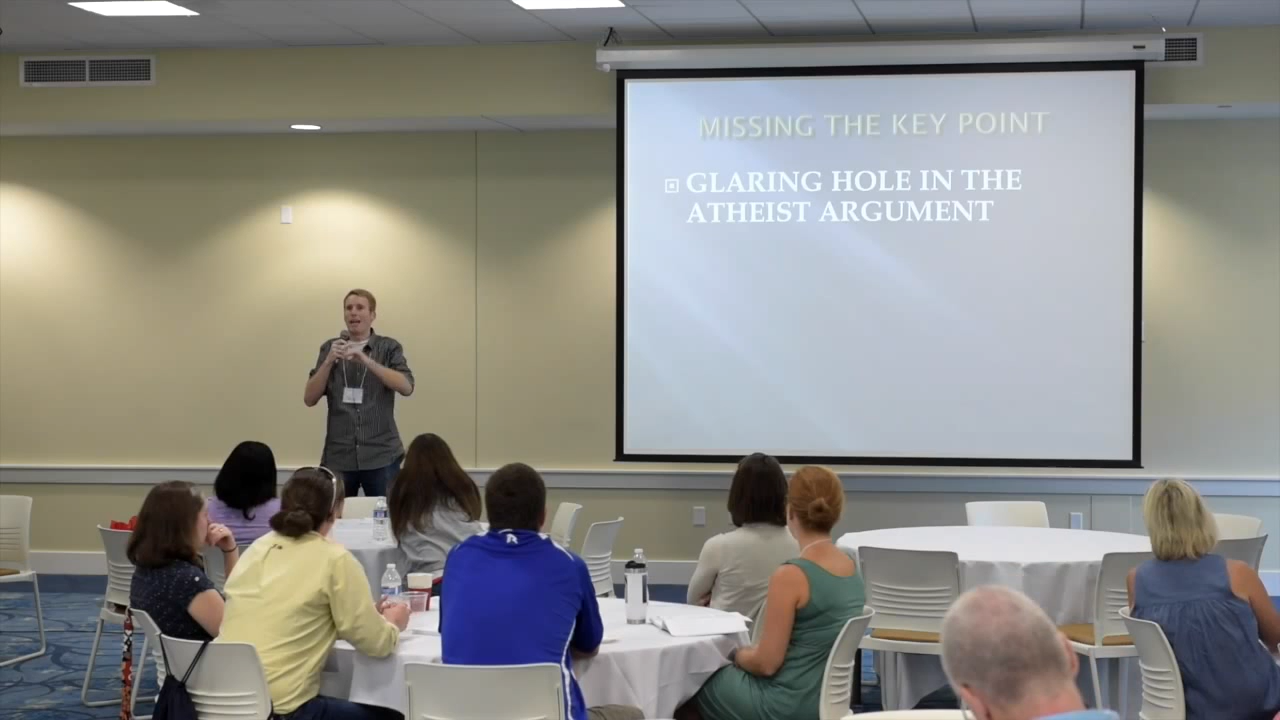 MISSING THE KEY POINT
GLARING HOLE IN THE
ATHEIST ARGUMENT